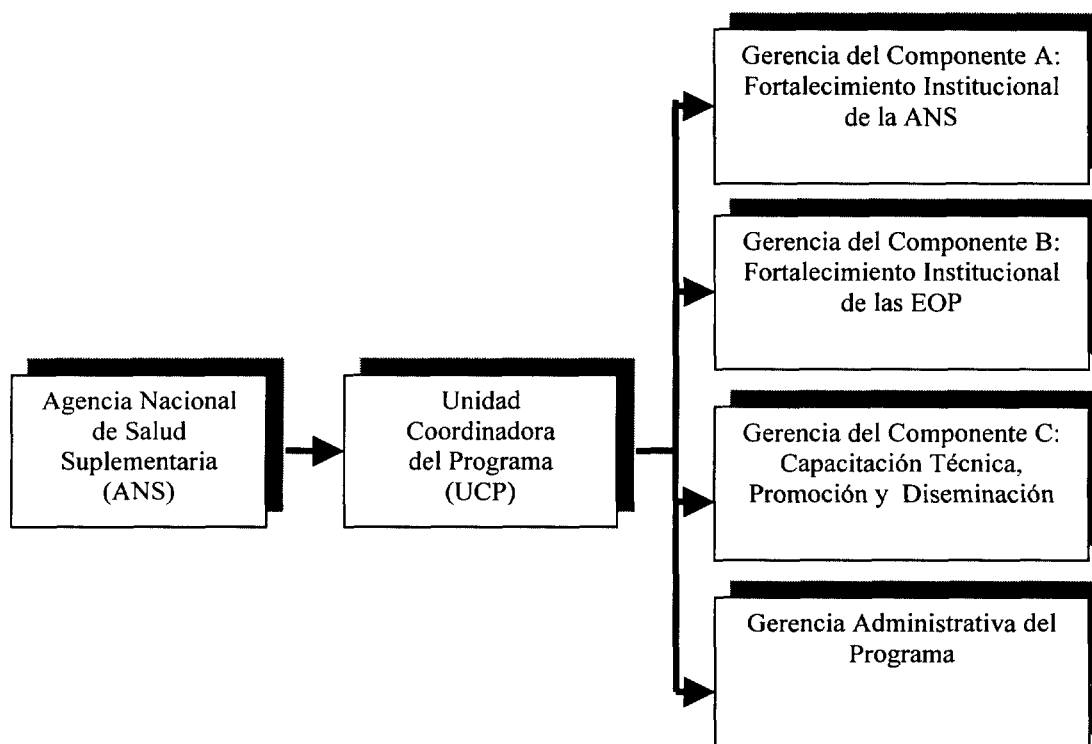 Gerencia del Componente A:
Fortalecimiento Institucional
de la ANS
Gerencia del Componente B:
Fortalecimiento Institucional
de las EOP
Agencia Nacional
de Salud
Suplementaria
(ANS)
Unidad
Coordinadora
del Programa
(UCP)
Gerencia del Componente C:
Capacitación Técnica,
Promoción y Diseminación
Gerencia Administrativa del
Programa